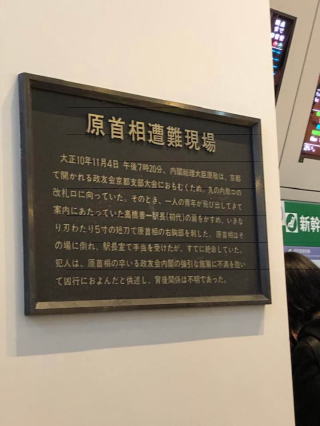 原首相遭難現場
大正10年11月4日 午後7時20分、内閣総理大臣原敬は、京都
で開かれる政友会京都支部大会におもむくため、丸の内南口の
改札口に向っていた。そのとき、一人の青年が飛び出してきて
案内にあたっていた高橋善一駅長(初代)の肩をかすめ、いきな
り刃わたり5寸の短刀で原首相の右胸部を刺した。原首相はそ
の場に倒れ、駅長室で手当を受けたが、すでに絶命していた。
犯人は、原首相の率いる政友会内閣の強引な施策に不満を抱い
て凶行におよんだと供述し、背後関係は不明であった。
新幹